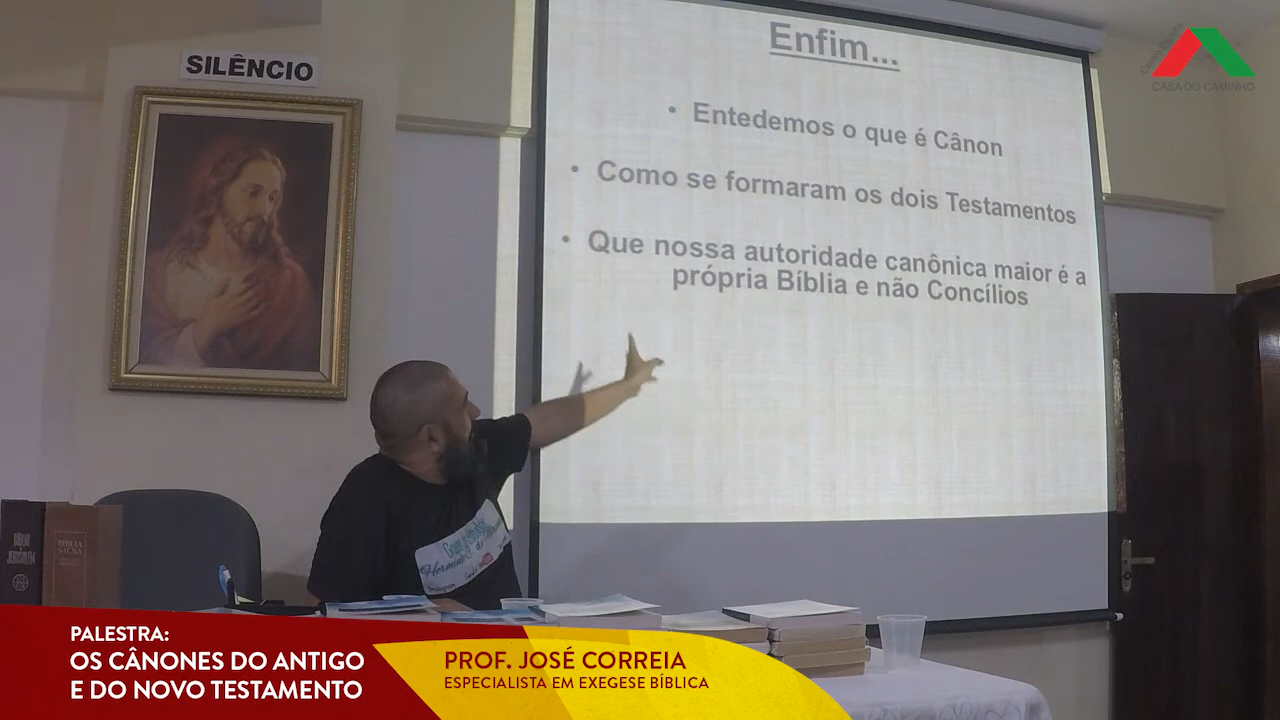 SILÊNCIO
Enfim...
• Entedemos o que é Cânon
• Como se formaram os dois Testamentos
• Que nossa autoridade canônica maior é a
própria Bíblia e não Concílios
CASA DO CAMINHO
BÍBLIA
BIBLIA
SACRA
PALESTRA:
OS CÂNONES DO ANTIGO
E DO NOVO TESTAMENTO
PROF. JOSÉ CORREIA
ESPECIALISTA EM EXEGESE BÍBLICA